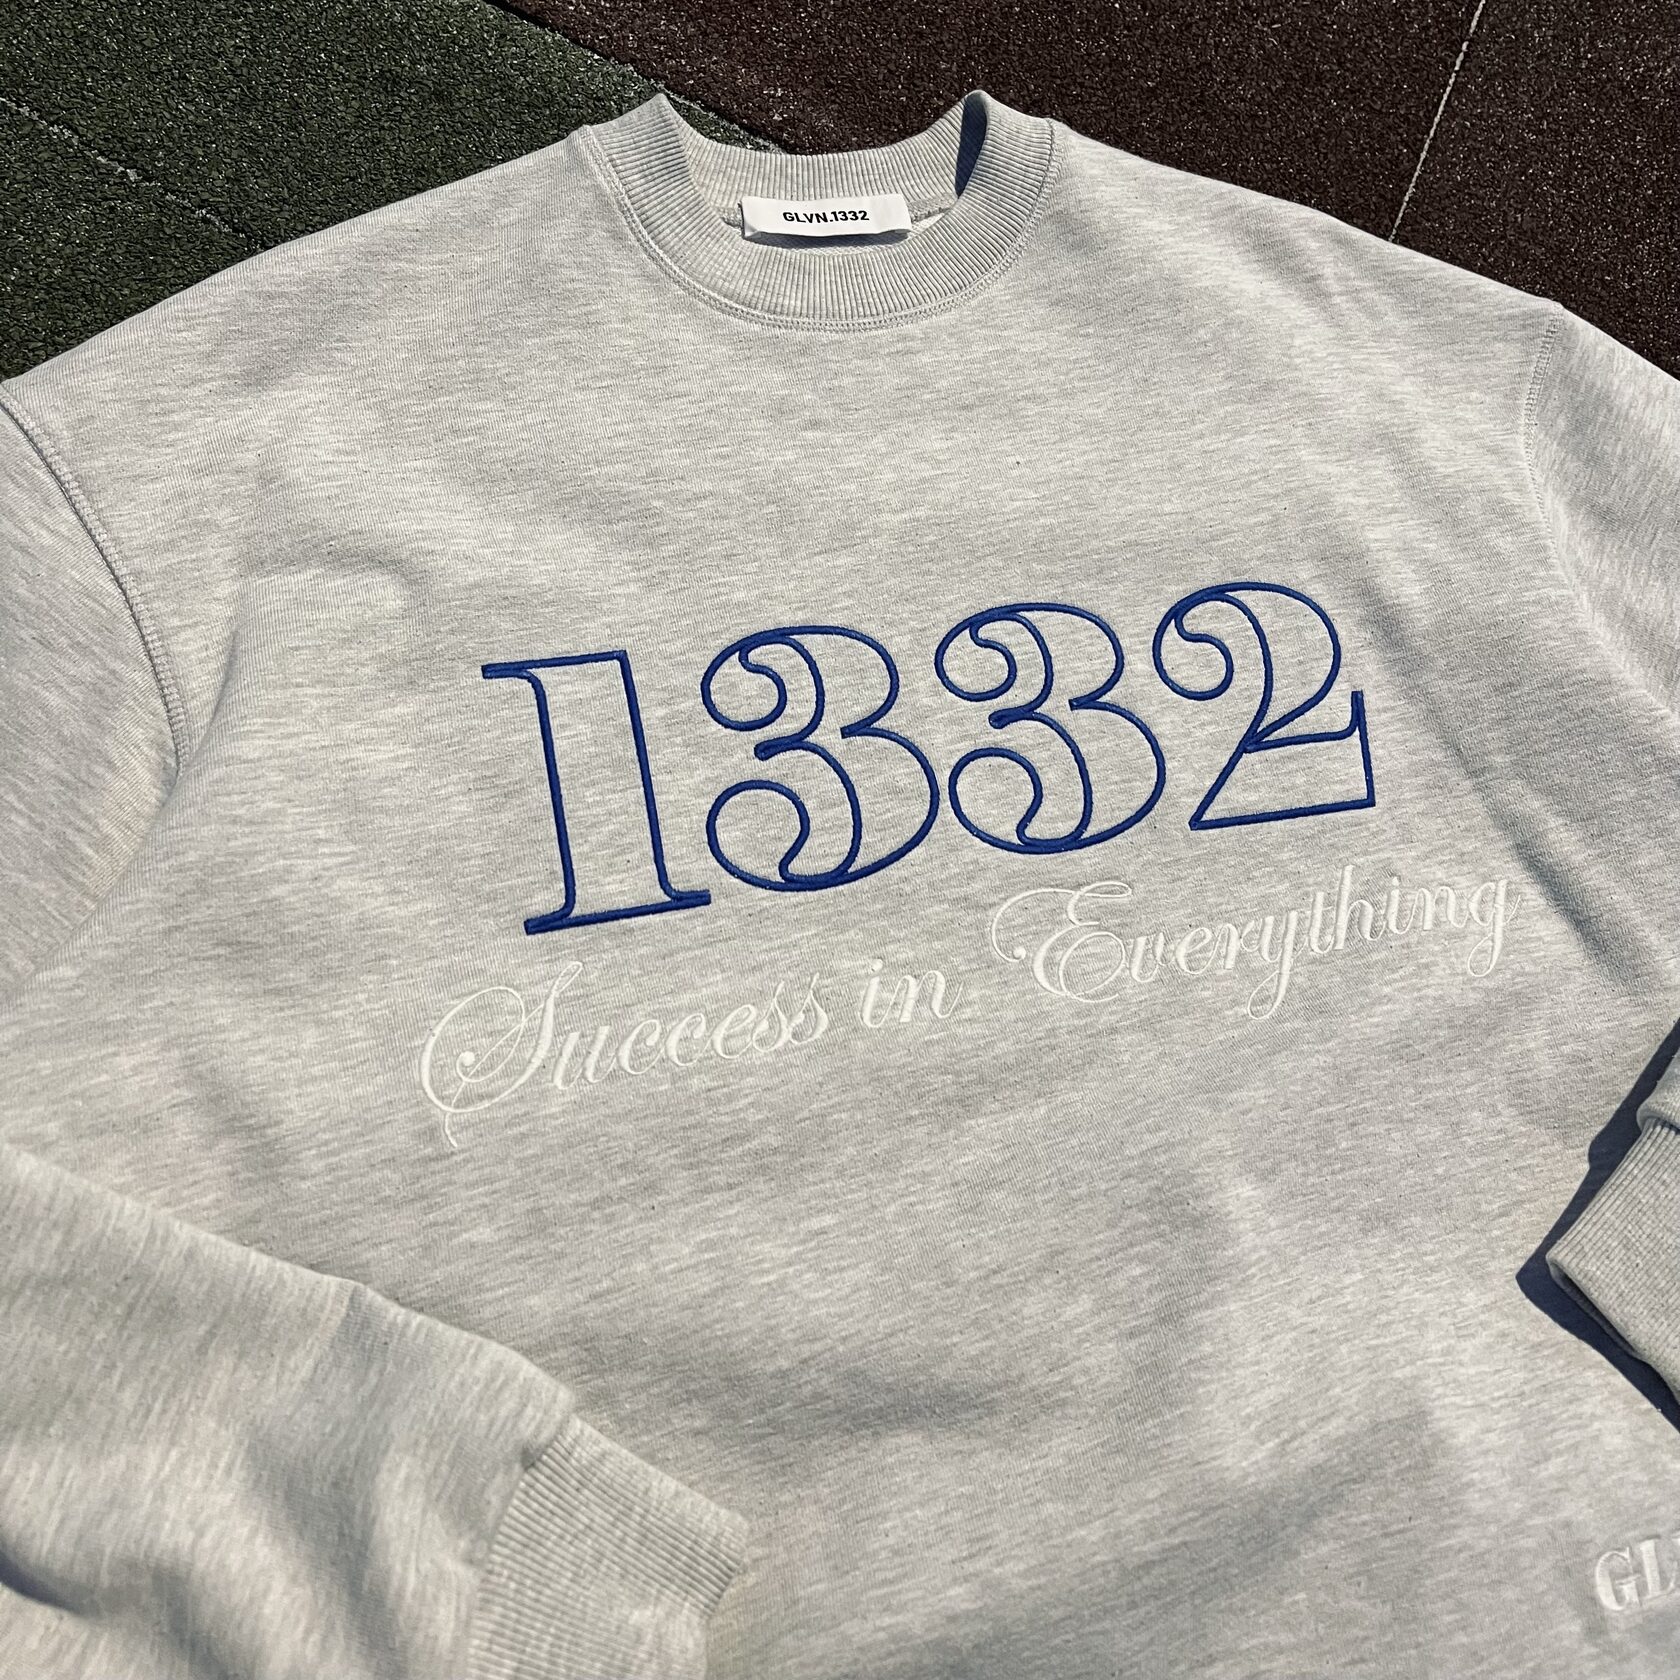 GLVN.1332
1332
Success in Everything